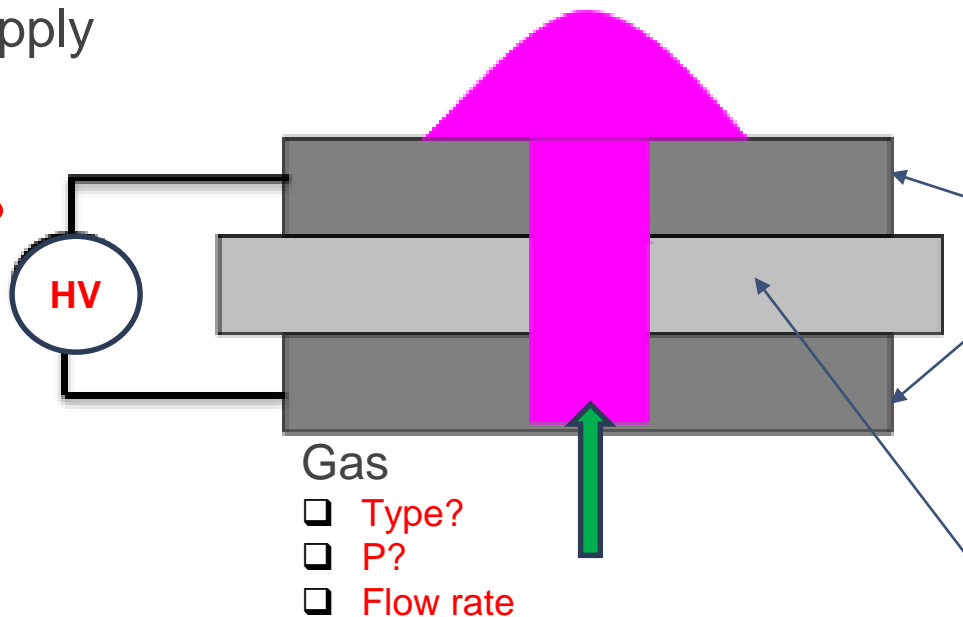 pply
HV
Gas
❑ Type?
❑ P?
❑ Flow rate